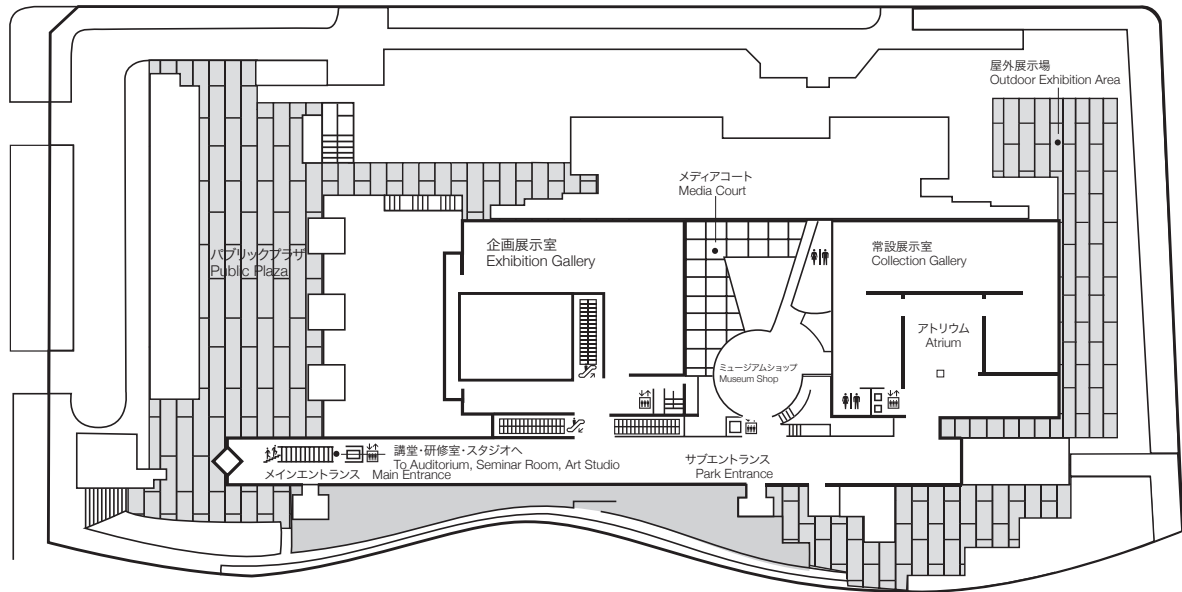 屋外展示場
Outdoor Exhibition Area
メディアコート
Media Court
パブリックプラザ
Public Plaza
企画展示室
Exhibition Gallery
常設展示室
Collection Gallery
アトリウム
Atrium
ミュージアムショップ
Museum Shop
講堂・研修室・スタジオへ
To Auditorium, Seminar Room, Art Studio
メインエントランス Main Entrance
サブエントランス
Park Entrance